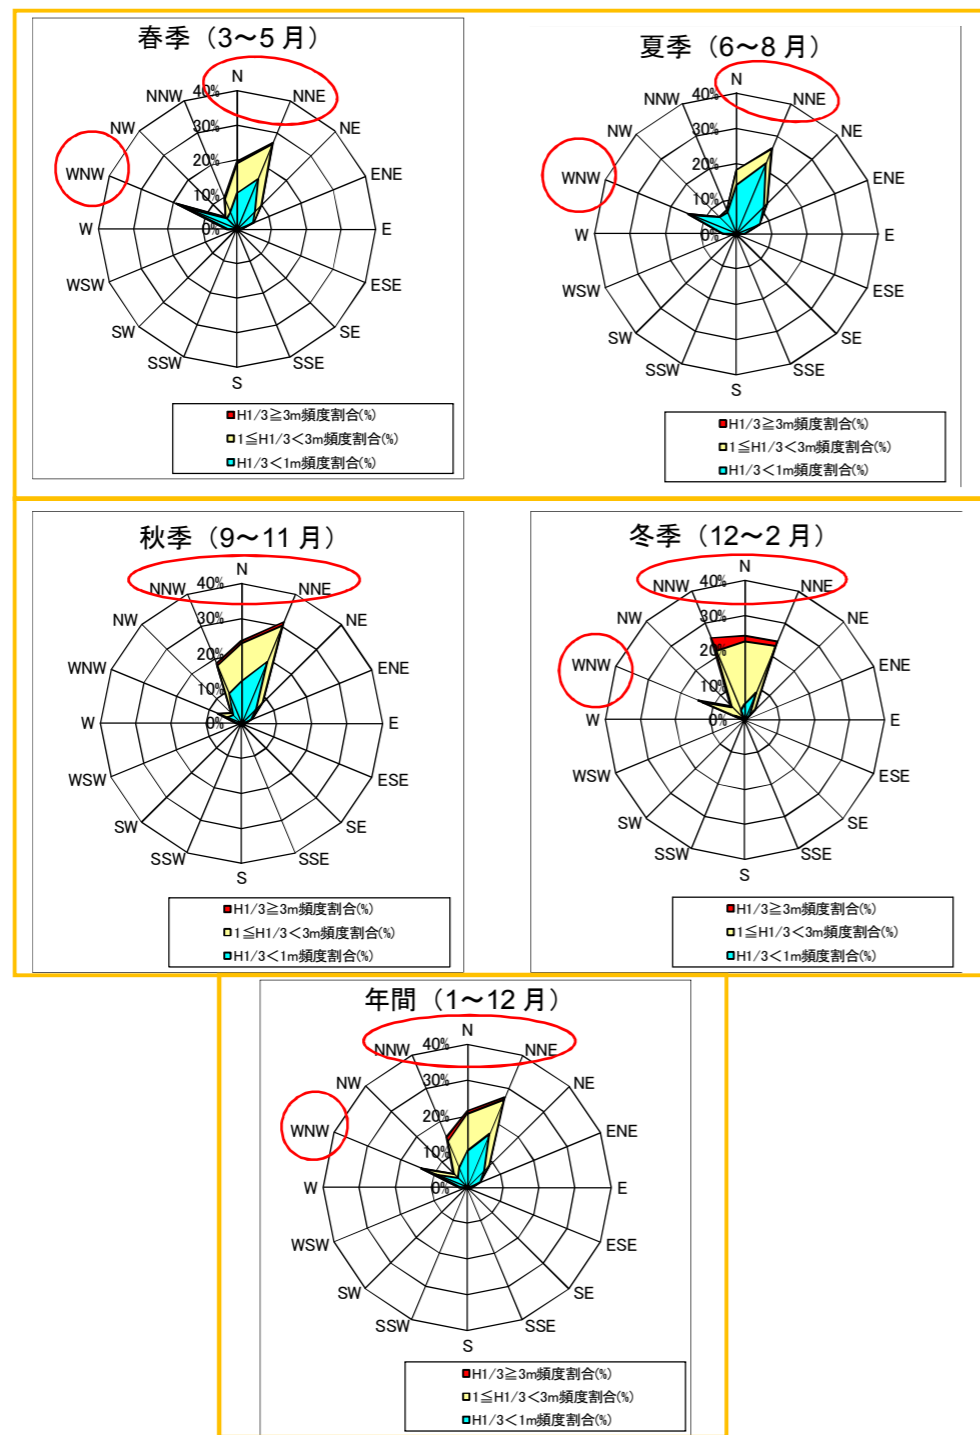 春季（3～5 月）
N
NNE
NE
ENE
E
ESE
SE
SSE
S
SSW
SW
WSW
W
WNW
NW
NNW
40%
30%
20%
10%
0%
H1/3≧3m頻度割合(%)
1≦H1/3<3m頻度割合(%)
H1/3<1m頻度割合(%)
夏季（6～8 月）
N
NNE
NE
ENE
E
ESE
SE
SSE
S
SSW
SW
WSW
W
WNW
NW
NNW
40%
30%
20%
10%
0%
H1/3≧3m頻度割合(%)
1≦H1/3<3m頻度割合(%)
H1/3<1m頻度割合(%)
秋季（9～11 月）
N
NNE
NE
ENE
E
ESE
SE
SSE
S
SSW
SW
WSW
W
WNW
NW
NNW
40%
30%
20%
10%
0%
H1/3≧3m頻度割合(%)
1≦H1/3<3m頻度割合(%)
H1/3<1m頻度割合(%)
冬季（12～2 月）
N
NNE
NE
ENE
E
ESE
SE
SSE
S
SSW
SW
WSW
W
WNW
NW
NNW
40%
30%
20%
10%
0%
H1/3≧3m頻度割合(%)
1≦H1/3<3m頻度割合(%)
H1/3<1m頻度割合(%)
年間（1～12 月）
N
NNE
NE
ENE
E
ESE
SE
SSE
S
SSW
SW
WSW
W
WNW
NW
NNW
40%
30%
20%
10%
0%
H1/3≧3m頻度割合(%)
1≦H1/3<3m頻度割合(%)
H1/3<1m頻度割合(%)